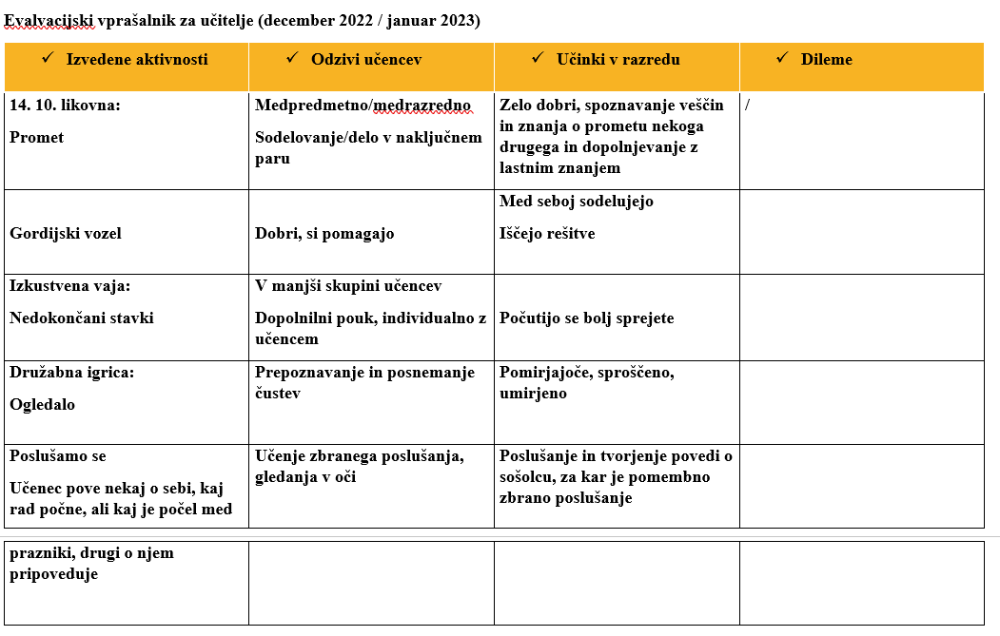 Evalvacijski vprašalnik za učitelje (december 2022 / januar 2023)
✓ Izvedene aktivnosti
✓ Odzivi učencev
✓ Učinki v razredu
✓ Dileme
14. 10. likovna:
Promet
Medpredmetno/medrazredno
Sodelovanje/delo v naključnem
paru
Zelo dobri, spoznavanje veščin
in znanja o prometu nekoga
drugega in dopolnjevanje z
lastnim znanjem
/
Gordijski vozel
Dobri, si pomagajo
Med seboj sodelujejo
Iščejo rešitve
Izkustvena vaja:
Nedokončani stavki
V manjši skupini učencev
Dopolnilni pouk, individualno z
učencem
Počutijo se bolj sprejete
Družabna igrica:
Ogledalo
Prepoznavanje in posnemanje
čustev
Pomirjajoče, sproščeno,
umirjeno
Poslušamo se
Učenec pove nekaj o sebi, kaj
rad počne, ali kaj je počel med
Učenje zbranega poslušanja,
gledanja v oči
Poslušanje in tvorjenje povedi o
sošolcu, za kar je pomembno
zbrano poslušanje
prazniki, drugi o njem
pripoveduje